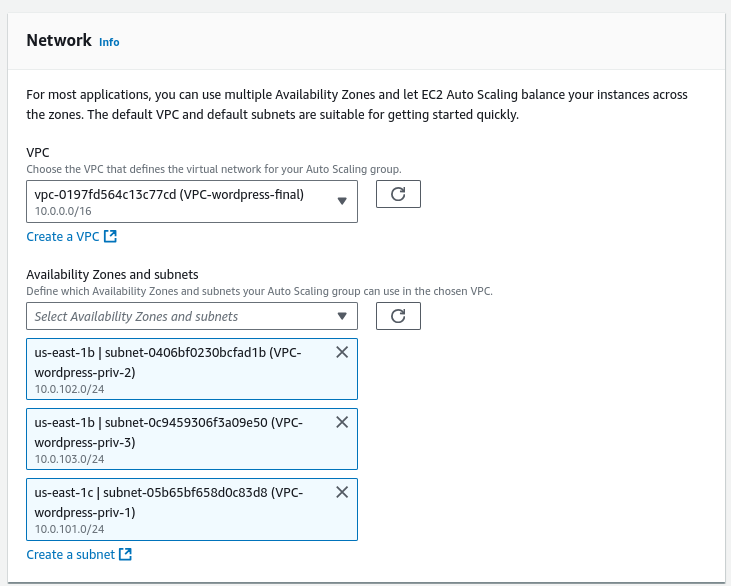 Network Info
For most applications, you can use multiple Availability Zones and let EC2 Auto Scaling balance your instances across
the zones. The default VPC and default subnets are suitable for getting started quickly.
VPC
Choose the VPC that defines the virtual network for your Auto Scaling group.
vpc-0197fd564c13c77cd (VPC-wordpress-final)
10.0.0.0/16
Create a VPC
Availability Zones and subnets
Define which Availability Zones and subnets your Auto Scaling group can use in the chosen VPC.
Select Availability Zones and subnets
us-east-1b | subnet-0406bf0230bcfad1b (VPC-
wordpress-priv-2)
10.0.102.0/24
us-east-1b | subnet-0c9459306f3a09e50 (VPC-
wordpress-priv-3)
10.0.103.0/24
us-east-1c | subnet-05b65bf658d0c83d8 (VPC-
wordpress-priv-1)
10.0.101.0/24
Create a subnet